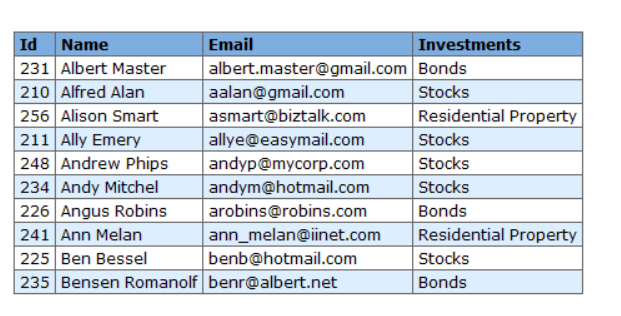 Id Name Email Investments
231 Albert Master albert.master@gmail.com Bonds
210 Alfred Alan aalan@gmail.com Stocks
256 Alison Smart asmart@biztalk.com Residential Property
211 Ally Emery allye@easymail.com Stocks
248 Andrew Phips andyp@mycorp.com Stocks
234 Andy Mitchel andym@hotmail.com Stocks
226 Angus Robins arobins@robins.com Bonds
241 Ann Melan ann_melan@iinet.com Residential Property
225 Ben Bessel benb@hotmail.com Stocks
235 Bensen Romanolf benr@albert.net Bonds